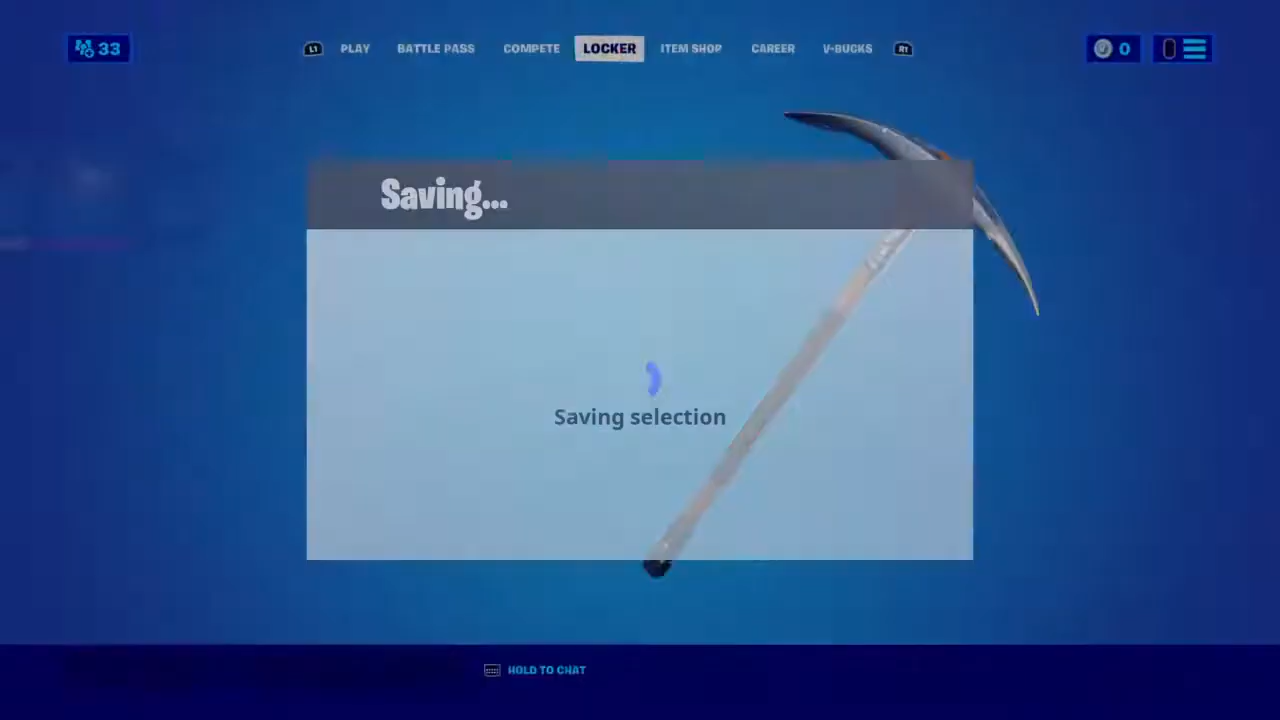 33
L1 PLAY BATTLE PASS COMPETE LOCKER ITEM SHOP CAREER V-BUCKS R1
0
Saving...
Saving selection
HOLD TO CHAT